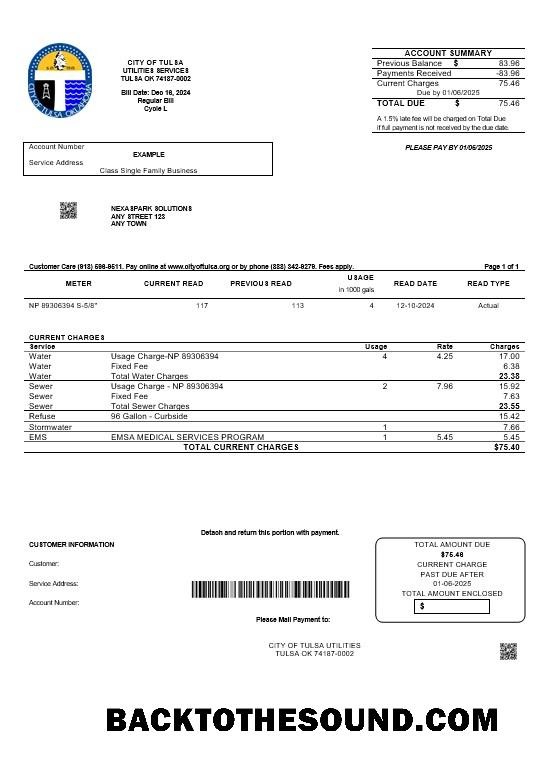 CITY OF TULSA OKLAHOMA
CITY OF TULSA
UTILITIES SERVICES
TULSA OK 74187-0002
Bill Date: Dec 16, 2024
Regular Bill
Cycle L
ACCOUNT SUMMARY
Previous Balance $ 83.96
Payments Received -83.96
Current Charges 75.46
Due by 01/06/2025
TOTAL DUE $ 75.46
A 1.5% late fee will be charged on Total Due
if full payment is not received by the due date.
PLEASE PAY BY 01/06/2025
Account Number
EXAMPLE
Service Address
Class Single Family Business
NEXASPARK SOLUTIONS
ANY STREET 123
ANY TOWN
Customer Care (918) 596-9511. Pay online at www.cityoftulsa.org or by phone (888) 342-9279. Fees apply. Page 1 of 1
METER CURRENT READ PREVIOUS READ USAGE in 1000 gals READ DATE READ TYPE
NP 89306394 S-5/8" 117 113 4 12-10-2024 Actual
CURRENT CHARGES
Service Usage Rate Charges
Water Usage Charge-NP 89306394 4 4.25 17.00
Water Fixed Fee 6.38
Water Total Water Charges 23.38
Sewer Usage Charge - NP 89306394 2 7.96 15.92
Sewer Fixed Fee 7.63
Sewer Total Sewer Charges 23.55
Refuse 96 Gallon - Curbside 15.42
Stormwater 1 7.66
EMS EMSA MEDICAL SERVICES PROGRAM 1 5.45 5.45
TOTAL CURRENT CHARGES $75.40
Detach and return this portion with payment.
CUSTOMER INFORMATION
Customer:
Service Address:
Account Number:
Please Mail Payment to:
CITY OF TULSA UTILITIES
TULSA OK 74187-0002
TOTAL AMOUNT DUE
$75.46
CURRENT CHARGE
PAST DUE AFTER
01-06-2025
TOTAL AMOUNT ENCLOSED
$
BACKTOTHESOUND.COM